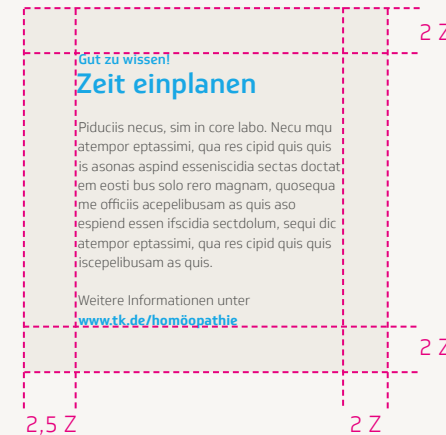 2 Z
Gut zu wissen!
Zeit einplanen
Piduciis necus, sim in core labo. Necu mqu
atempor eptassimi, qua res cipid quis quis
is asonas aspind esseniscidia sectas doctat
em eosti bus solo rero magnam, quosequa
me officiis acepelibusam as quis aso
espiend essen ifscidia sectdolum, sequi dic
atempor eptassimi, qua res cipid quis quis
iscepelibusam as quis.
Weitere Informationen unter
www.tk.de/homöopathie
2 Z
2,5 Z
2 Z